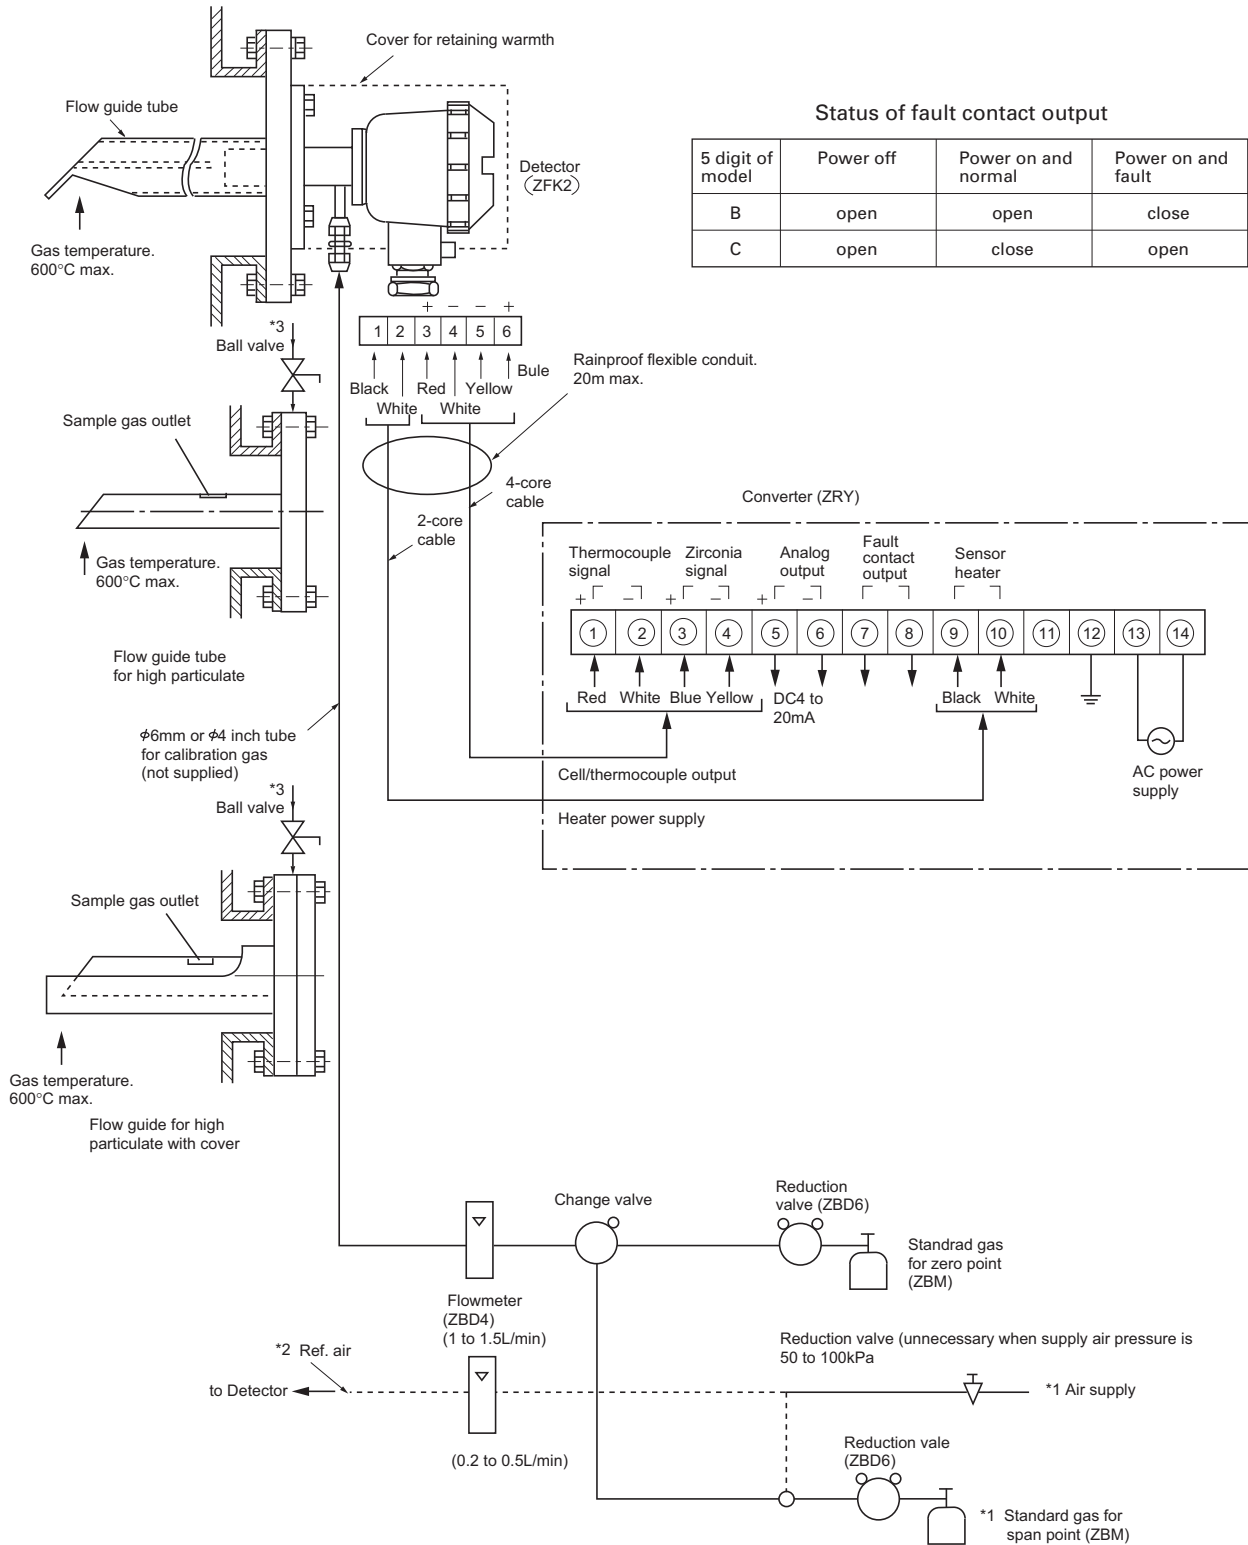 Cover for retaining warmth
Flow guide tube
Detector
(ZFK2)
Gas temperature.
600°C max.
Status of fault contact output
5 digit of model | Power off | Power on and normal | Power on and fault
B | open | open | close
C | open | close | open
*3
Ball valve
+ − − +
1 2 3 4 5 6
Black
White
Red
White
Yellow
Bule
Rainproof flexible conduit.
20m max.
Sample gas outlet
4-core
cable
2-core
cable
Gas temperature.
600°C max.
Flow guide tube
for high particulate
Converter (ZRY)
Thermocouple
signal
Zirconia
signal
Analog
output
Fault
contact
output
Sensor
heater
+ − + − + −
1 2 3 4 5 6 7 8 9 10 11 12 13 14
Red White Blue Yellow
DC4 to
20mA
Black White
AC power
supply
Cell/thermocouple output
Heater power supply
φ6mm or φ4 inch tube
for calibration gas
(not supplied)
*3
Ball valve
Sample gas outlet
Gas temperature.
600°C max.
Flow guide for high
particulate with cover
Change valve
Reduction
valve (ZBD6)
Standrad gas
for zero point
(ZBM)
Flowmeter
(ZBD4)
(1 to 1.5L/min)
*2 Ref. air
to Detector
Reduction valve (unnecessary when supply air pressure is
50 to 100kPa
*1 Air supply
(0.2 to 0.5L/min)
Reduction vale
(ZBD6)
*1 Standard gas for
span point (ZBM)